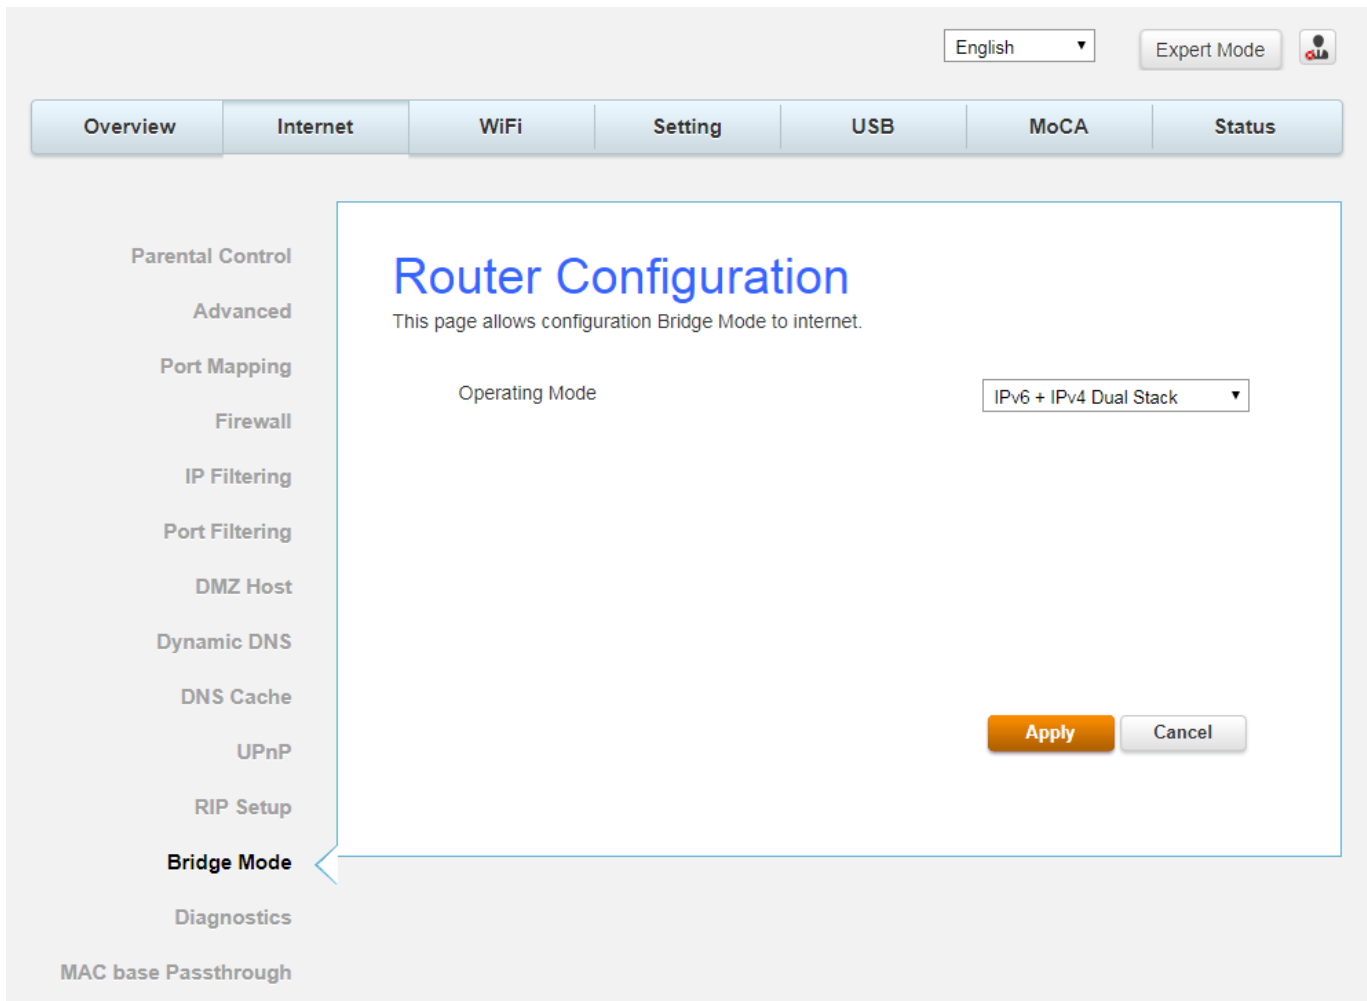 English
Expert Mode
Overview Internet WiFi Setting USB MoCA Status
Parental Control
Advanced
Port Mapping
Firewall
IP Filtering
Port Filtering
DMZ Host
Dynamic DNS
DNS Cache
UPnP
RIP Setup
Bridge Mode
Diagnostics
MAC base Passthrough
Router Configuration
This page allows configuration Bridge Mode to internet.
Operating Mode IPv6 + IPv4 Dual Stack
Apply Cancel